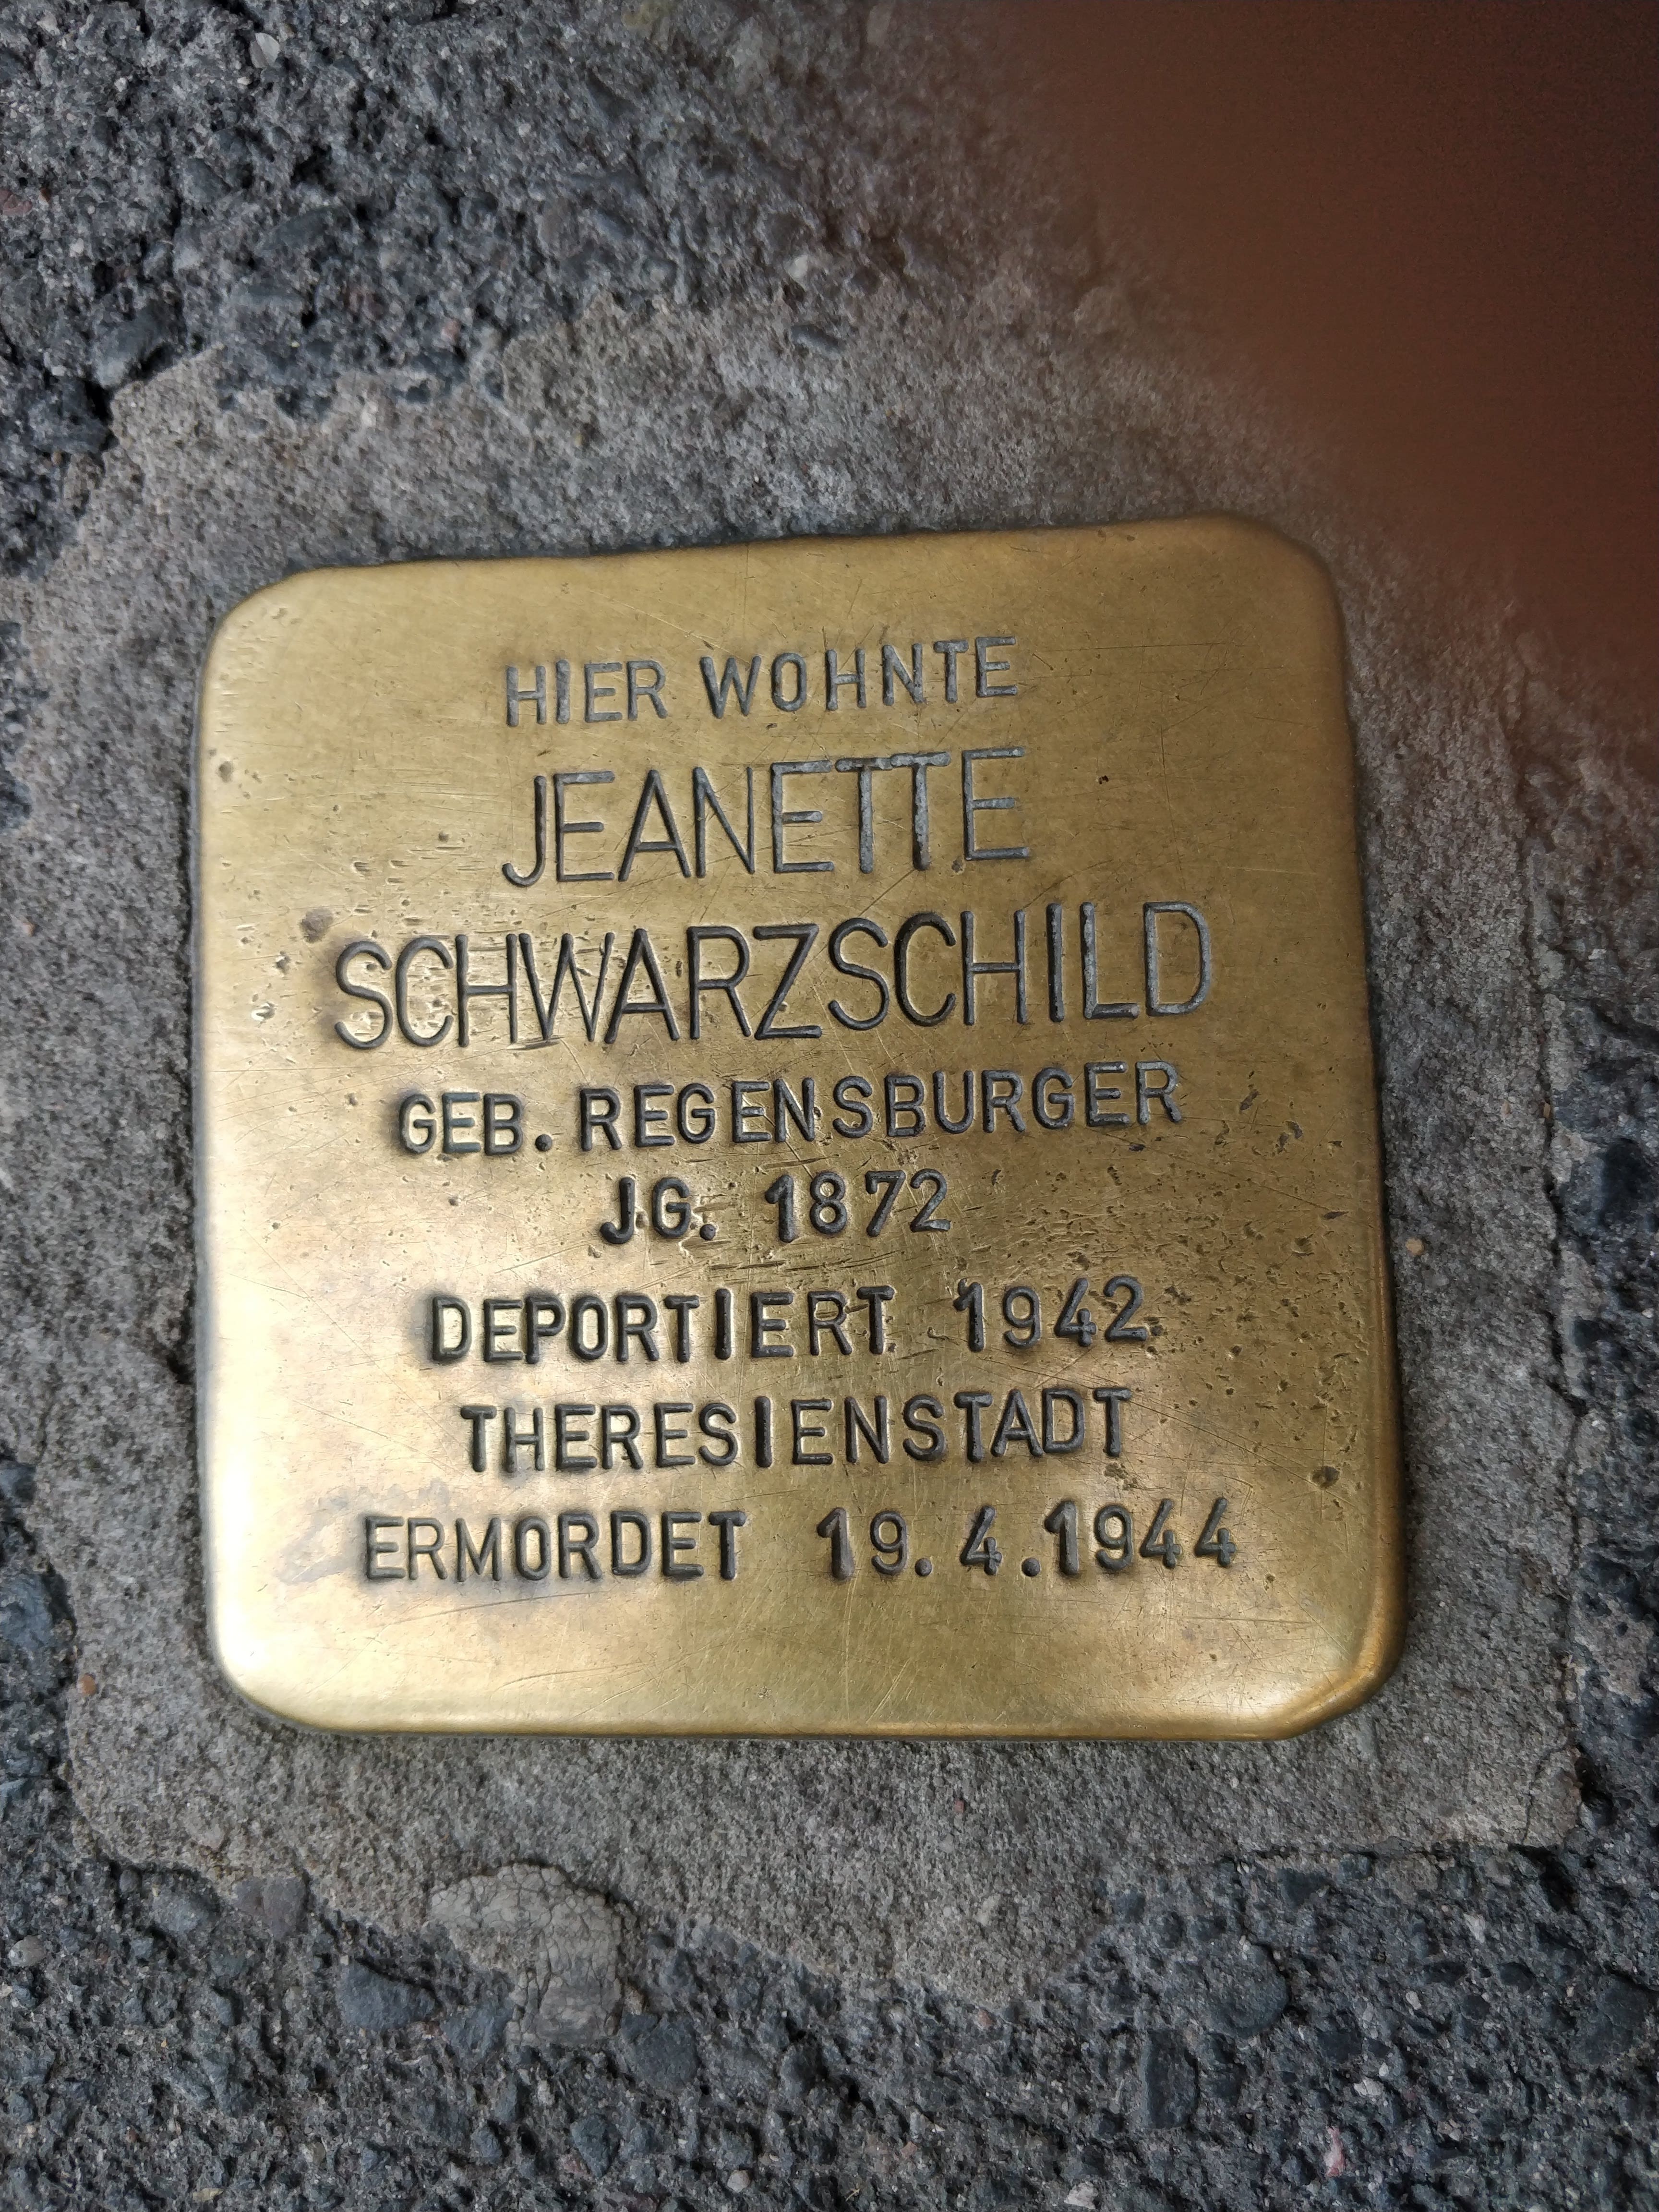 HIER WOHNTE
JEANETTE
SCHWARZSCHILD
GEB. REGENSBURGER
JG. 1872
DEPORTIERT 1942
THERESIENSTADT
ERMORDET 19.4.1944